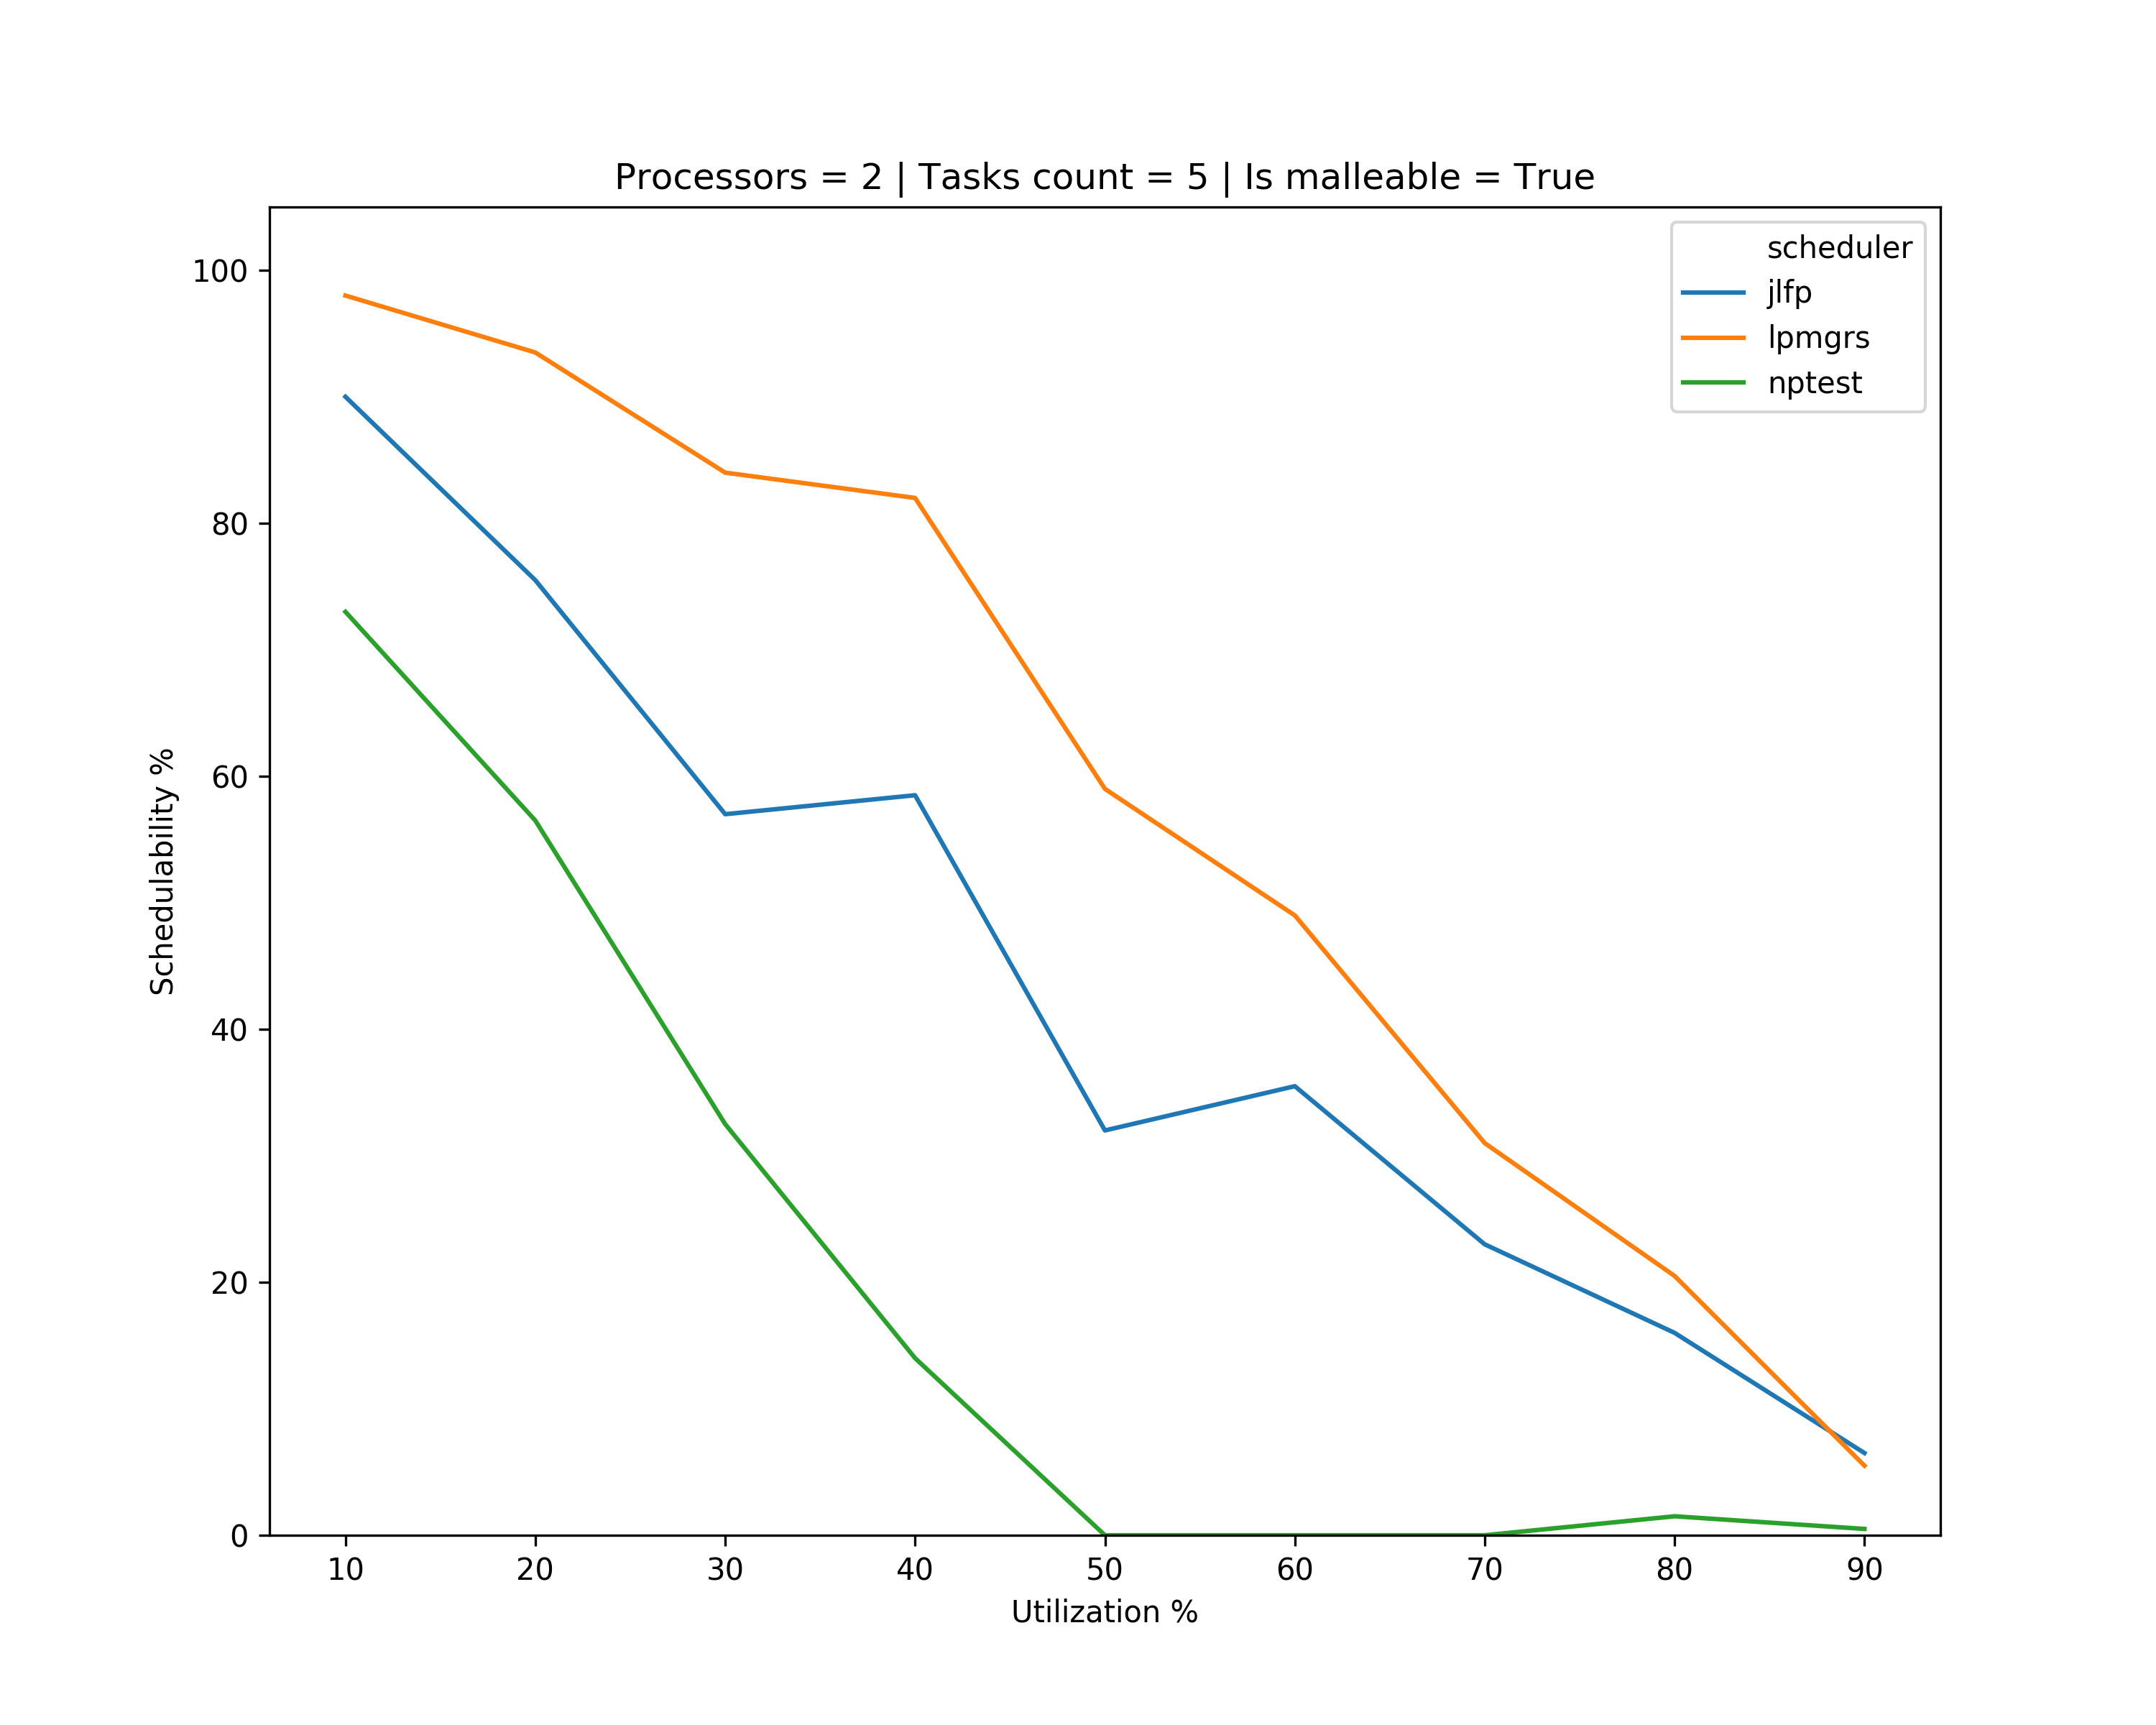 Processors = 2 | Tasks count = 5 | Is malleable = True
scheduler
jlfp
lpmgrs
nptest
Schedulability %
100
80
60
40
20
0
10 20 30 40 50 60 70 80 90
Utilization %